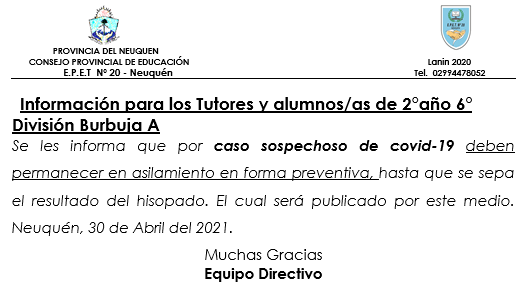 PROVINCIA DEL NEUQUEN
CONSEJO PROVINCIAL DE EDUCACIÓN
E.P.E.T Nº 20 - Neuquén
Lanin 2020
Tel. 02994478052
Información para los Tutores y alumnos/as de 2°año 6°
División Burbuja A
Se les informa que por caso sospechoso de covid-19 deben
permanecer en asilamiento en forma preventiva, hasta que se sepa
el resultado del hisopado. El cual será publicado por este medio.
Neuquén, 30 de Abril del 2021.
Muchas Gracias
Equipo Directivo